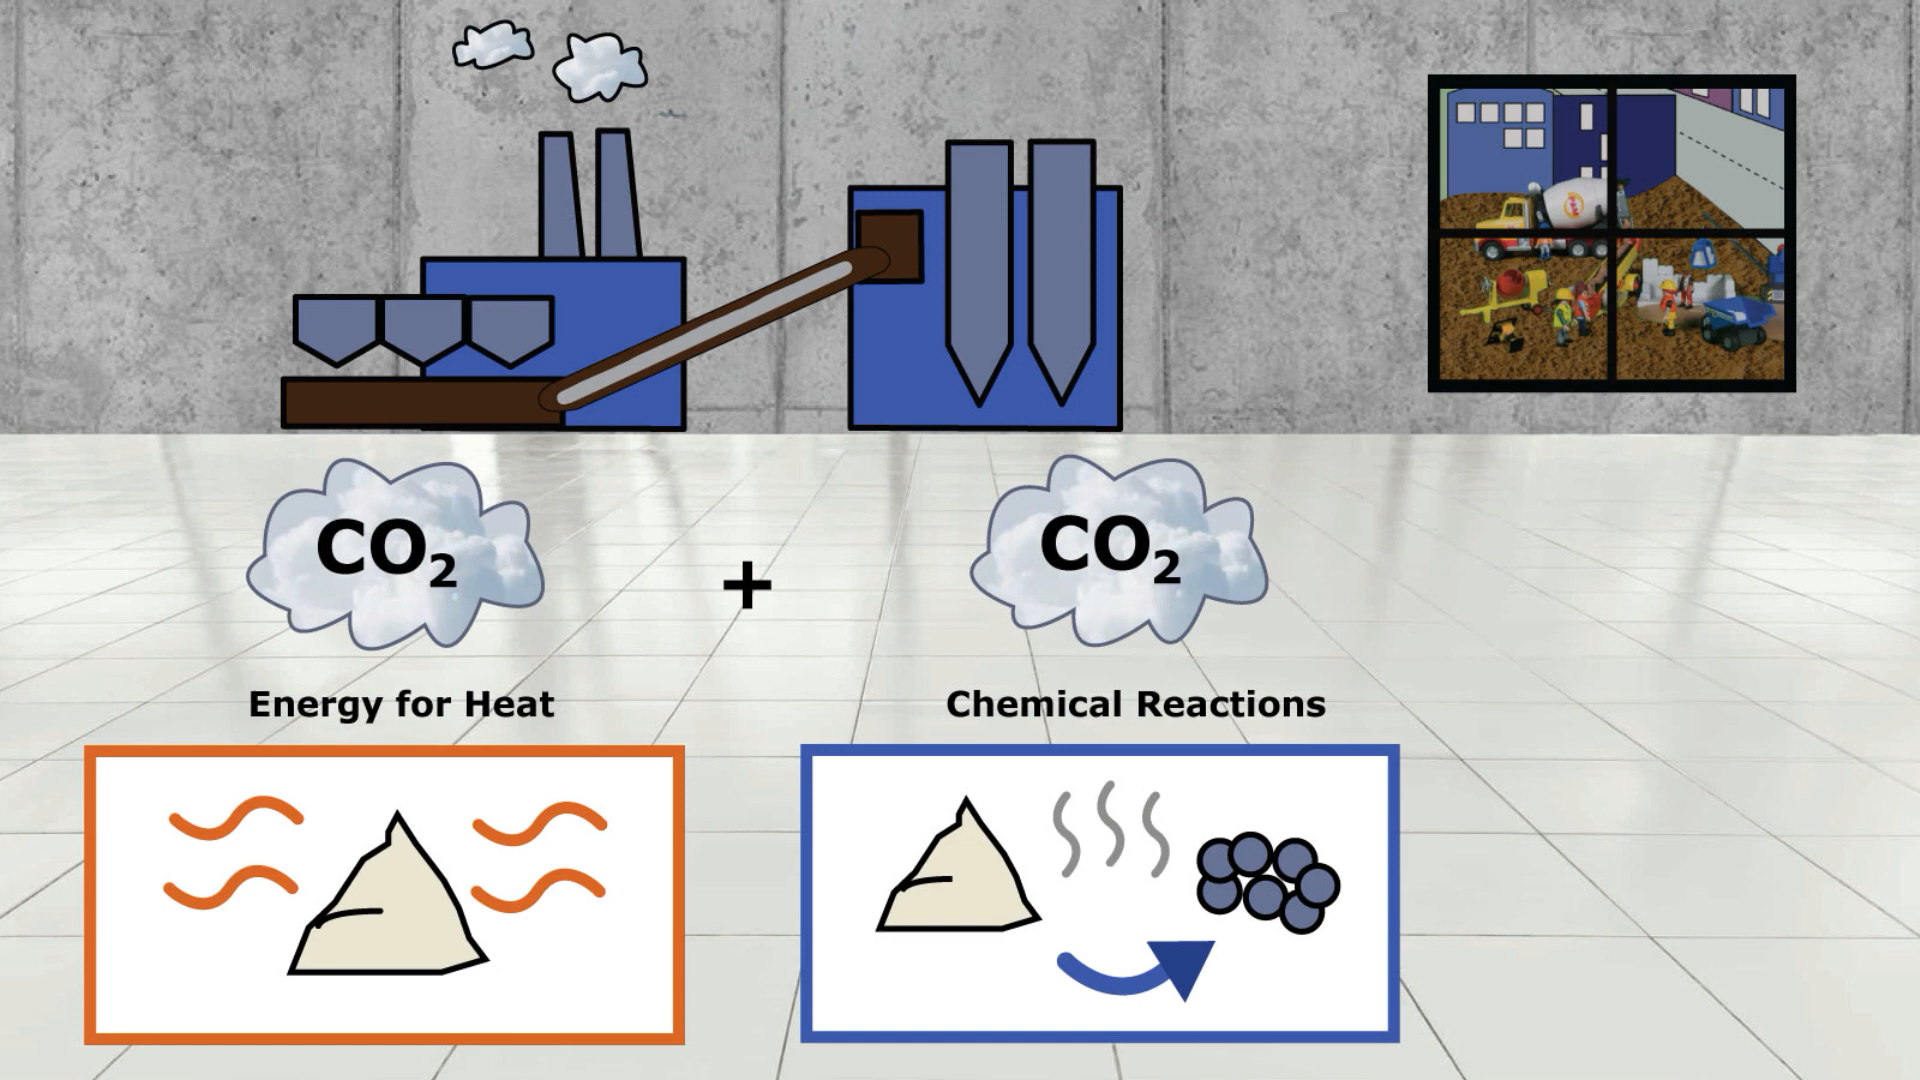 CO₂
+
CO₂
Energy for Heat
Chemical Reactions